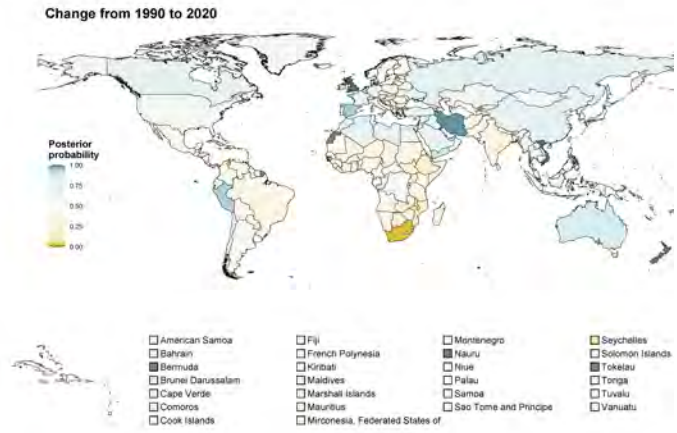 Change from 1990 to 2020
Posterior
probability
1.00
0.75
0.50
0.25
0.00
American Samoa
Bahrain
Bermuda
Brunei Darussalam
Cape Verde
Comoros
Cook Islands
Fiji
French Polynesia
Kiribati
Maldives
Marshall Islands
Mauritius
Mirconesia, Federated States of
Montenegro
Nauru
Niue
Palau
Samoa
Sao Tome and Principe
Seychelles
Solomon Islands
Tokelau
Tonga
Tuvalu
Vanuatu